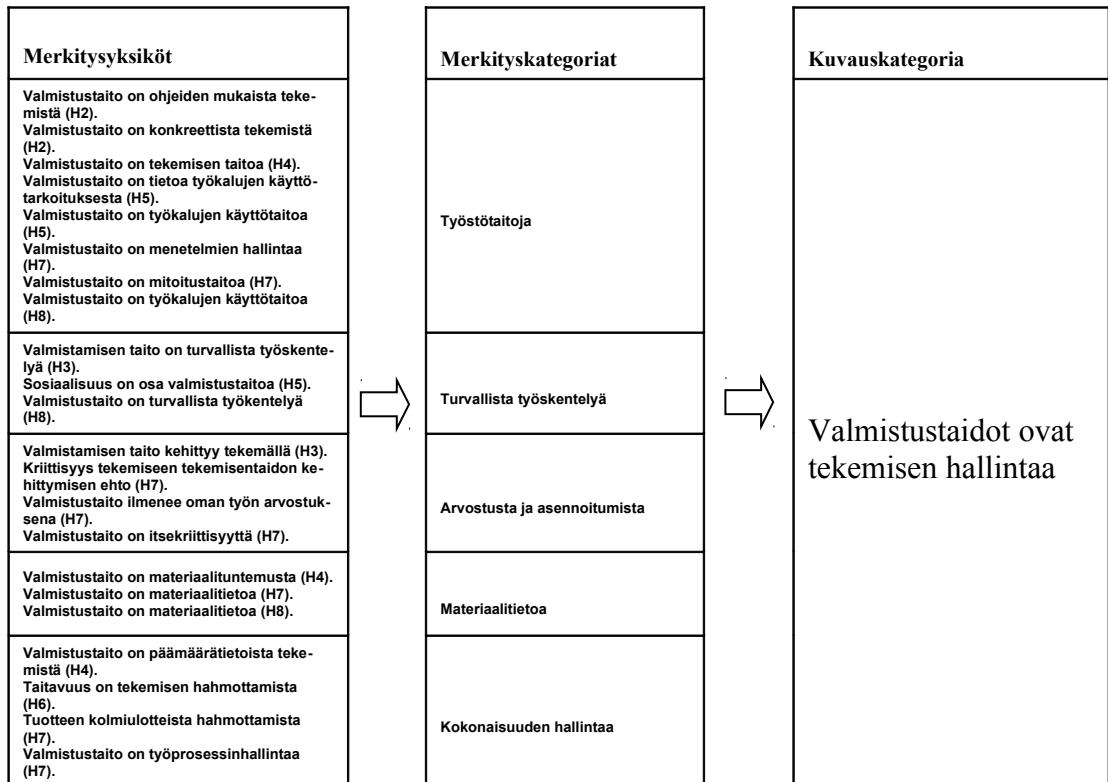 Merkitysyksiköt
Valmistustaito on ohjeiden mukaista teke-
mistä (H2).
Valmistustaito on konkreettista tekemistä
(H2).
Valmistustaito on tekemisen taitoa (H4).
Valmistustaito on tietoa työkalujen käyttö-
tarkoituksesta (H5).
Valmistustaito on työkalujen käyttötaitoa
(H5).
Valmistustaito on menetelmien hallintaa
(H7).
Valmistustaito on mitoitustaitoa (H7).
Valmistustaito on työkalujen käyttötaitoa
(H8).
Valmistamisen taito on turvallista työskente-
lyä (H3).
Sosiaalisuus on osa valmistustaitoa (H5).
Valmistustaito on turvallista työkentelyä
(H8).
Valmistamisen taito kehittyy tekemällä (H3).
Kriittisyys tekemiseen tekemisentaidon ke-
hittymisen ehto (H7).
Valmistustaito ilmenee oman työn arvostuk-
sena (H7).
Valmistustaito on itsekriittisyyttä (H7).
Valmistustaito on materiaalituntemusta (H4).
Valmistustaito on materiaalitietoa (H7).
Valmistustaito on materiaalitietoa (H8).
Valmistustaito on päämäärätietoista teke-
mistä (H4).
Taitavuus on tekemisen hahmottamista
(H6).
Tuotteen kolmiulotteista hahmottamista
(H7).
Valmistustaito on työprosessinhallintaa
(H7).
Merkityskategoriat
Työstötaitoja
Turvallista työskentelyä
Arvostusta ja asennoitumista
Materiaalitietoa
Kokonaisuuden hallintaa
Kuvauskategoria
Valmistustaidot ovat
tekemisen hallintaa